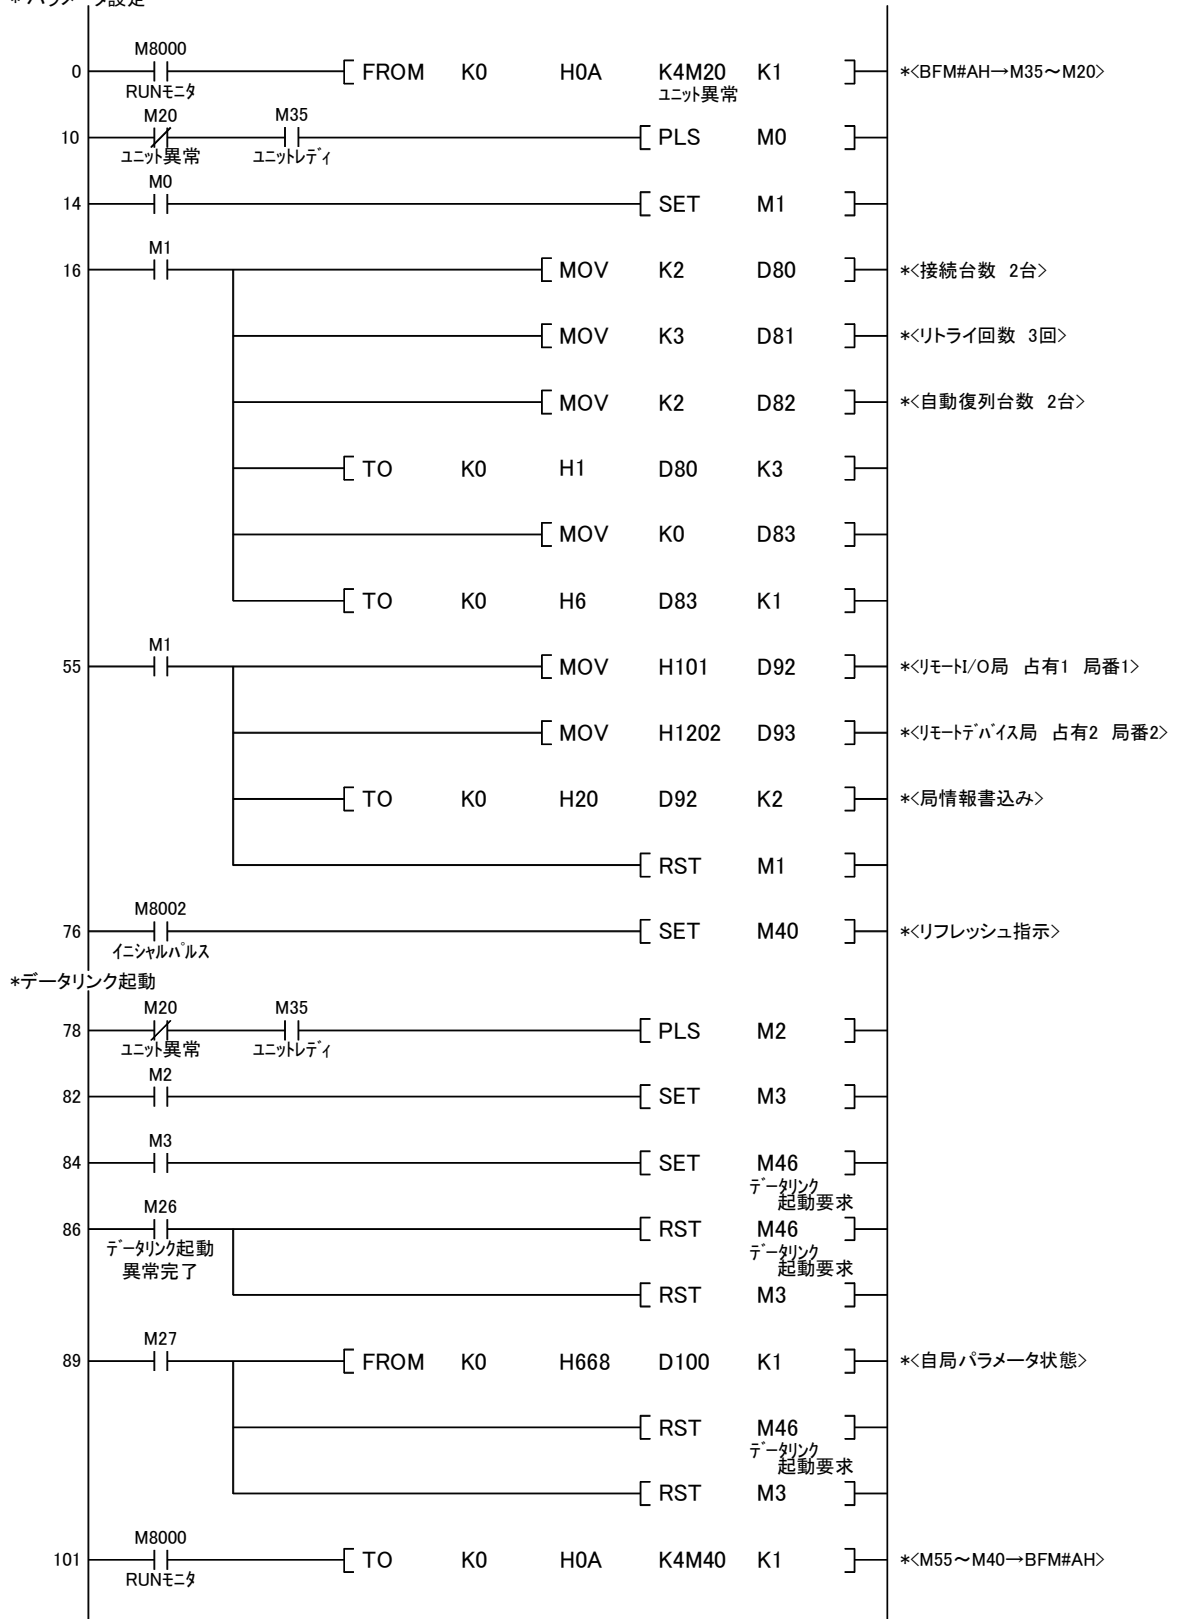 *パラメータ設定
M8000
0 FROM K0 H0A K4M20 K1 *<BFM#AH→M35~M20>
RUNモニタ ユニット異常
M20 M35
10 PLS M0
ユニット異常 ユニットレディ
M0
14 SET M1
M1
16 MOV K2 D80 *<接続台数 2台>
MOV K3 D81 *<リトライ回数 3回>
MOV K2 D82 *<自動復列台数 2台>
TO K0 H1 D80 K3
MOV K0 D83
TO K0 H6 D83 K1
M1
55 MOV H101 D92 *<リモートI/O局 占有1 局番1>
MOV H1202 D93 *<リモートデバイス局 占有2 局番2>
TO K0 H20 D92 K2 *<局情報書込み>
RST M1
M8002
76 SET M40 *<リフレッシュ指示>
イニシャルパルス
*データリンク起動
M20 M35
78 PLS M2
ユニット異常 ユニットレディ
M2
82 SET M3
M3
84 SET M46
データリンク
起動要求
M26
86 RST M46
データリンク起動
異常完了
データリンク
起動要求
RST M3
M27
89 FROM K0 H668 D100 K1 *<自局パラメータ状態>
RST M46
データリンク
起動要求
RST M3
M8000
101 TO K0 H0A K4M40 K1 *<M55~M40→BFM#AH>
RUNモニタ